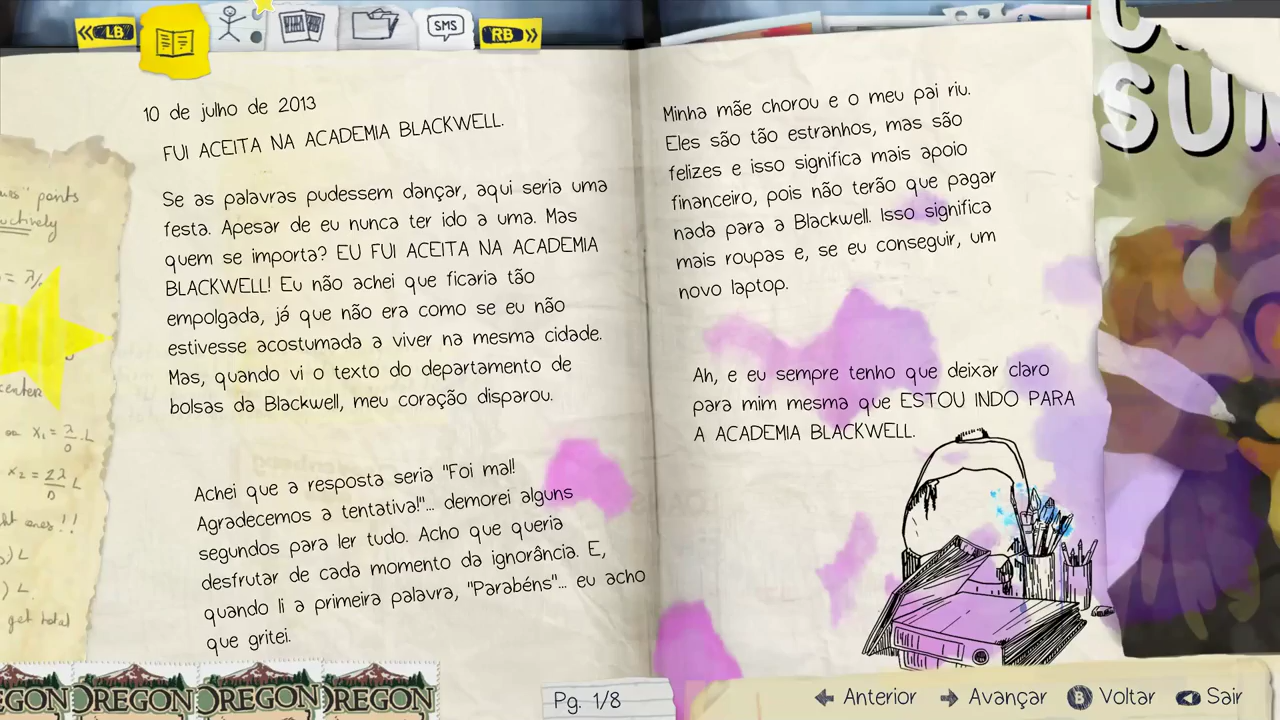 LB
SMS
RB
10 de julho de 2013
FUI ACEITA NA ACADEMIA BLACKWELL.
Se as palavras pudessem dançar, aqui seria uma
festa. Apesar de eu nunca ter ido a uma. Mas
quem se importa? EU FUI ACEITA NA ACADEMIA
BLACKWELL! Eu não achei que ficaria tão
empolgada, já que não era como se eu não
estivesse acostumada a viver na mesma cidade.
Mas, quando vi o texto do departamento de
bolsas da Blackwell, meu coração disparou.
Achei que a resposta seria "Foi mal!
Agradecemos a tentativa!"... demorei alguns
segundos para ler tudo. Acho que queria
desfrutar de cada momento da ignorância. E,
quando li a primeira palavra, "Parabéns"... eu acho
que gritei.
Minha mãe chorou e o meu pai riu.
Eles são tão estranhos, mas são
felizes e isso significa mais apoio
financeiro, pois não terão que pagar
nada para a Blackwell. Isso significa
mais roupas e, se eu conseguir, um
novo laptop.
Ah, e eu sempre tenho que deixar claro
para mim mesma que ESTOU INDO PARA
A ACADEMIA BLACKWELL.
points
get total
OREGON OREGON OREGON
Pg. 1/8
Anterior Avançar B Voltar Sair